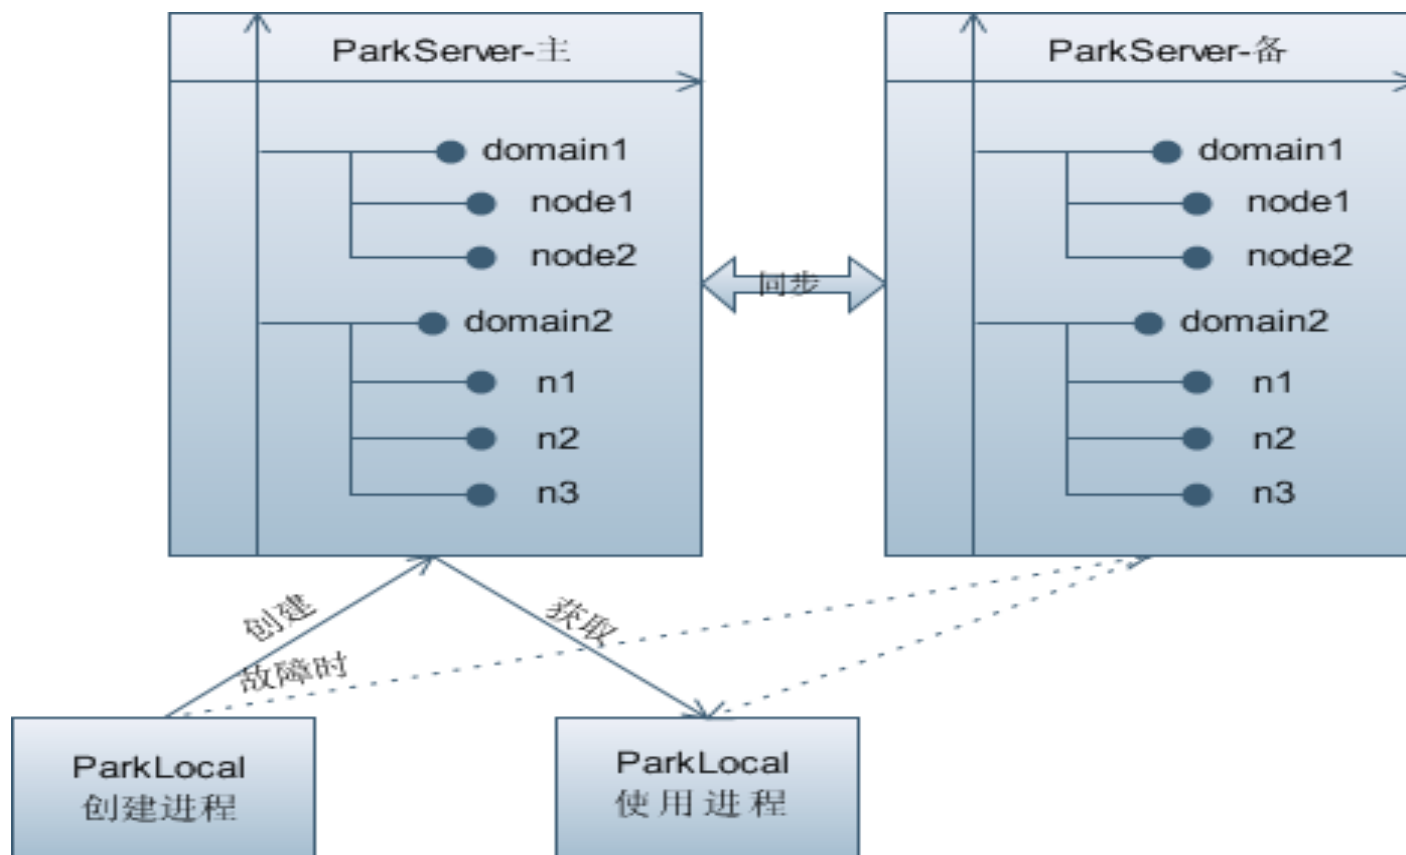 ParkServer-主
domain1
node1
node2
domain2
n1
n2
n3
同步
ParkServer-备
domain1
node1
node2
domain2
n1
n2
n3
创建
获取
故障时
ParkLocal
创建进程
ParkLocal
使用进程